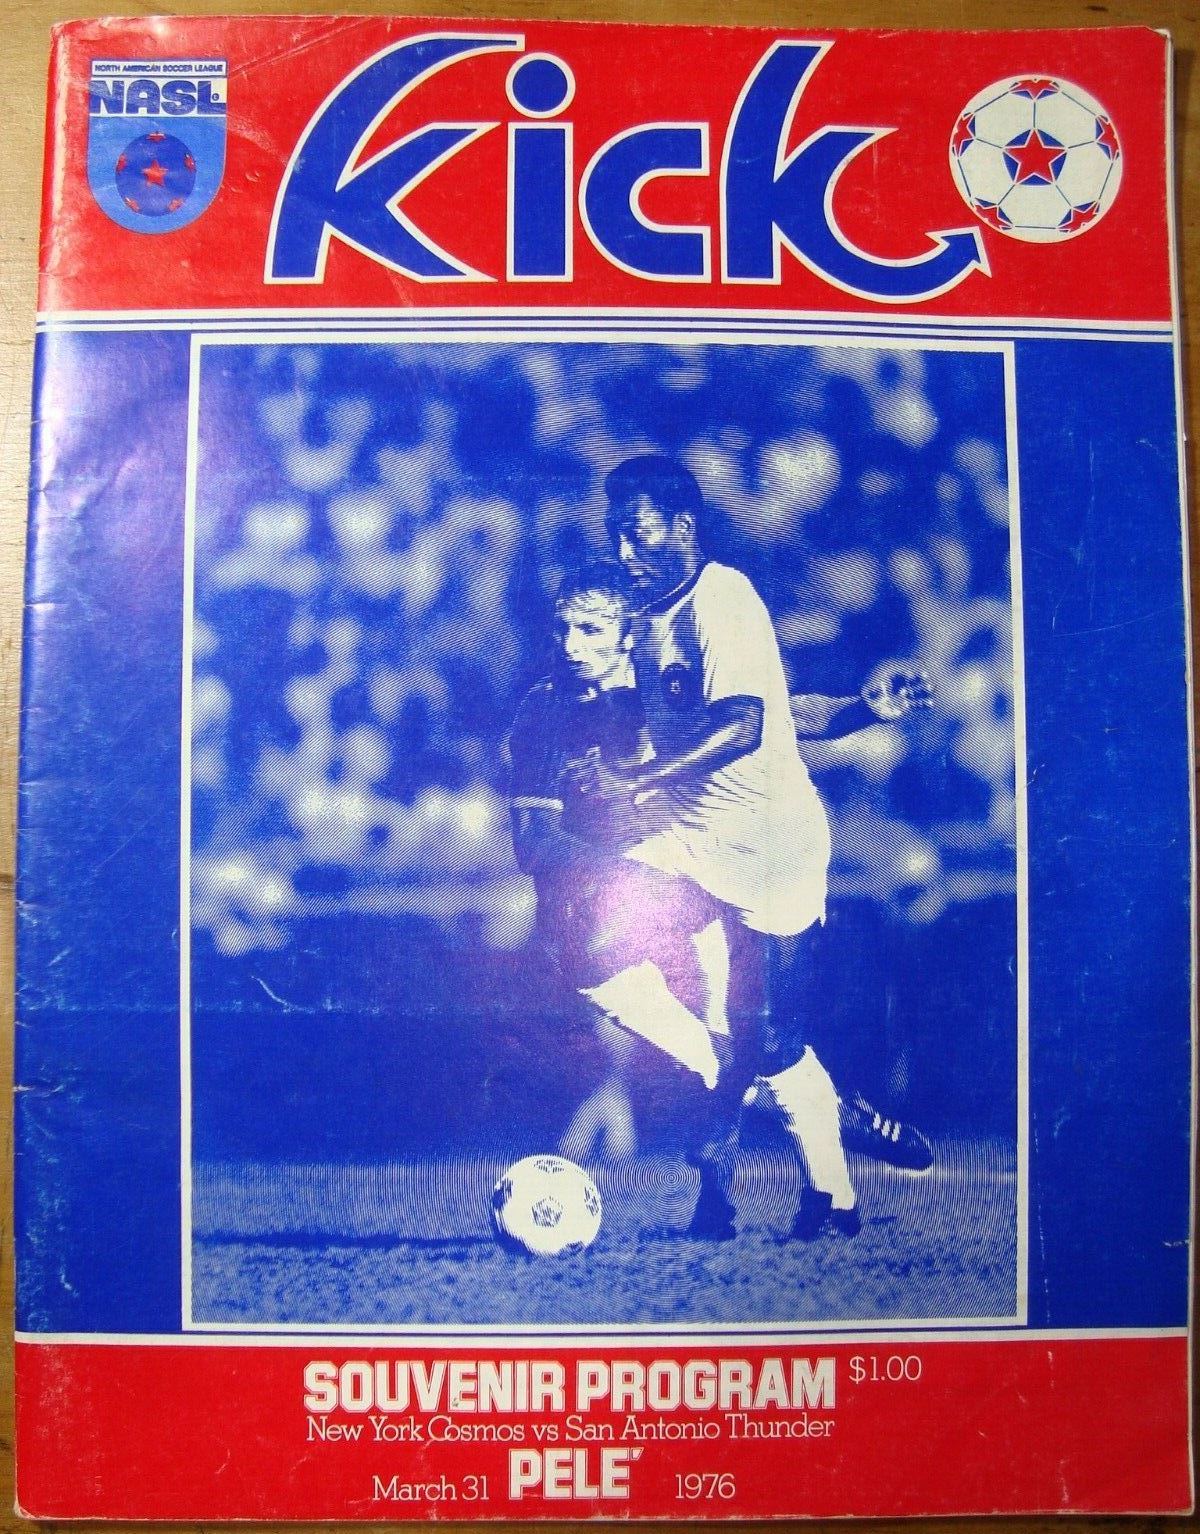 NORTH AMERICAN SOCCER LEAGUE
NASL
Kick
SOUVENIR PROGRAM $1.00
New York Cosmos vs San Antonio Thunder
March 31 PELE´ 1976